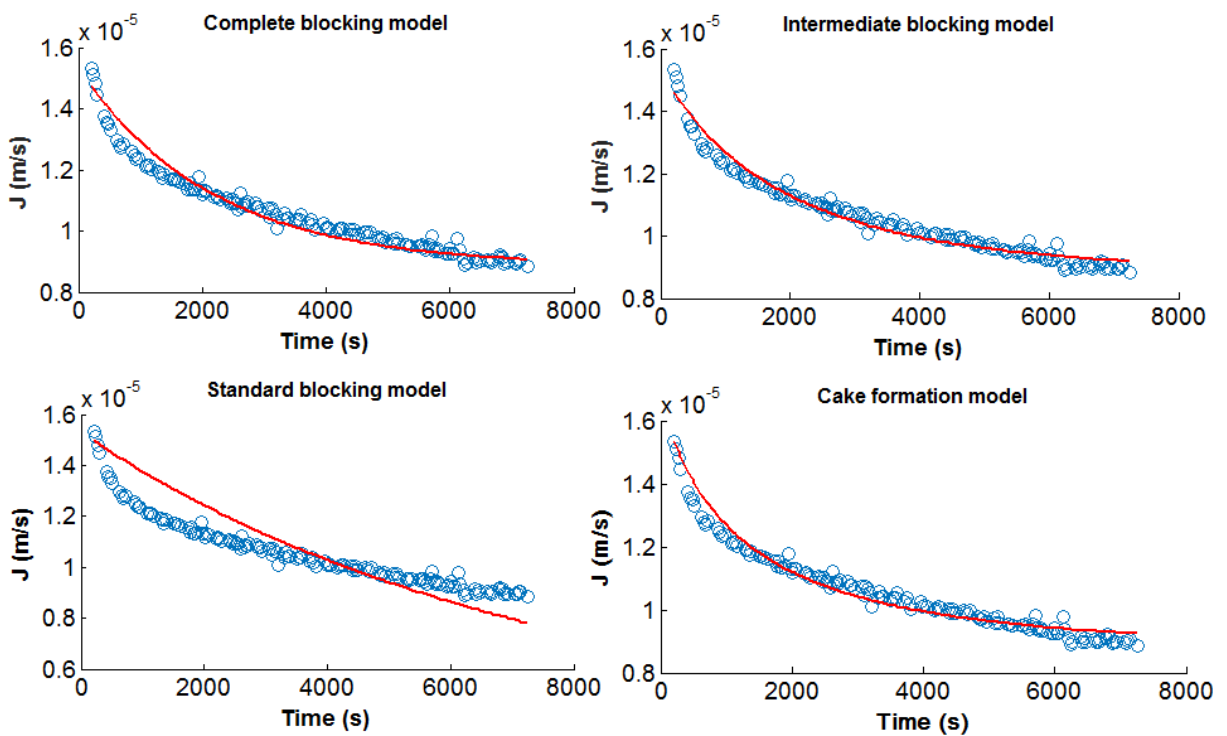 Complete blocking model
x 10^-5
1.6
1.4
1.2
1
0.8
J (m/s)
0 2000 4000 6000 8000
Time (s)
Intermediate blocking model
x 10^-5
1.6
1.4
1.2
1
0.8
J (m/s)
0 2000 4000 6000 8000
Time (s)
Standard blocking model
x 10^-5
1.6
1.4
1.2
1
0.8
0.6
J (m/s)
0 2000 4000 6000 8000
Time (s)
Cake formation model
x 10^-5
1.6
1.4
1.2
1
0.8
J (m/s)
0 2000 4000 6000 8000
Time (s)